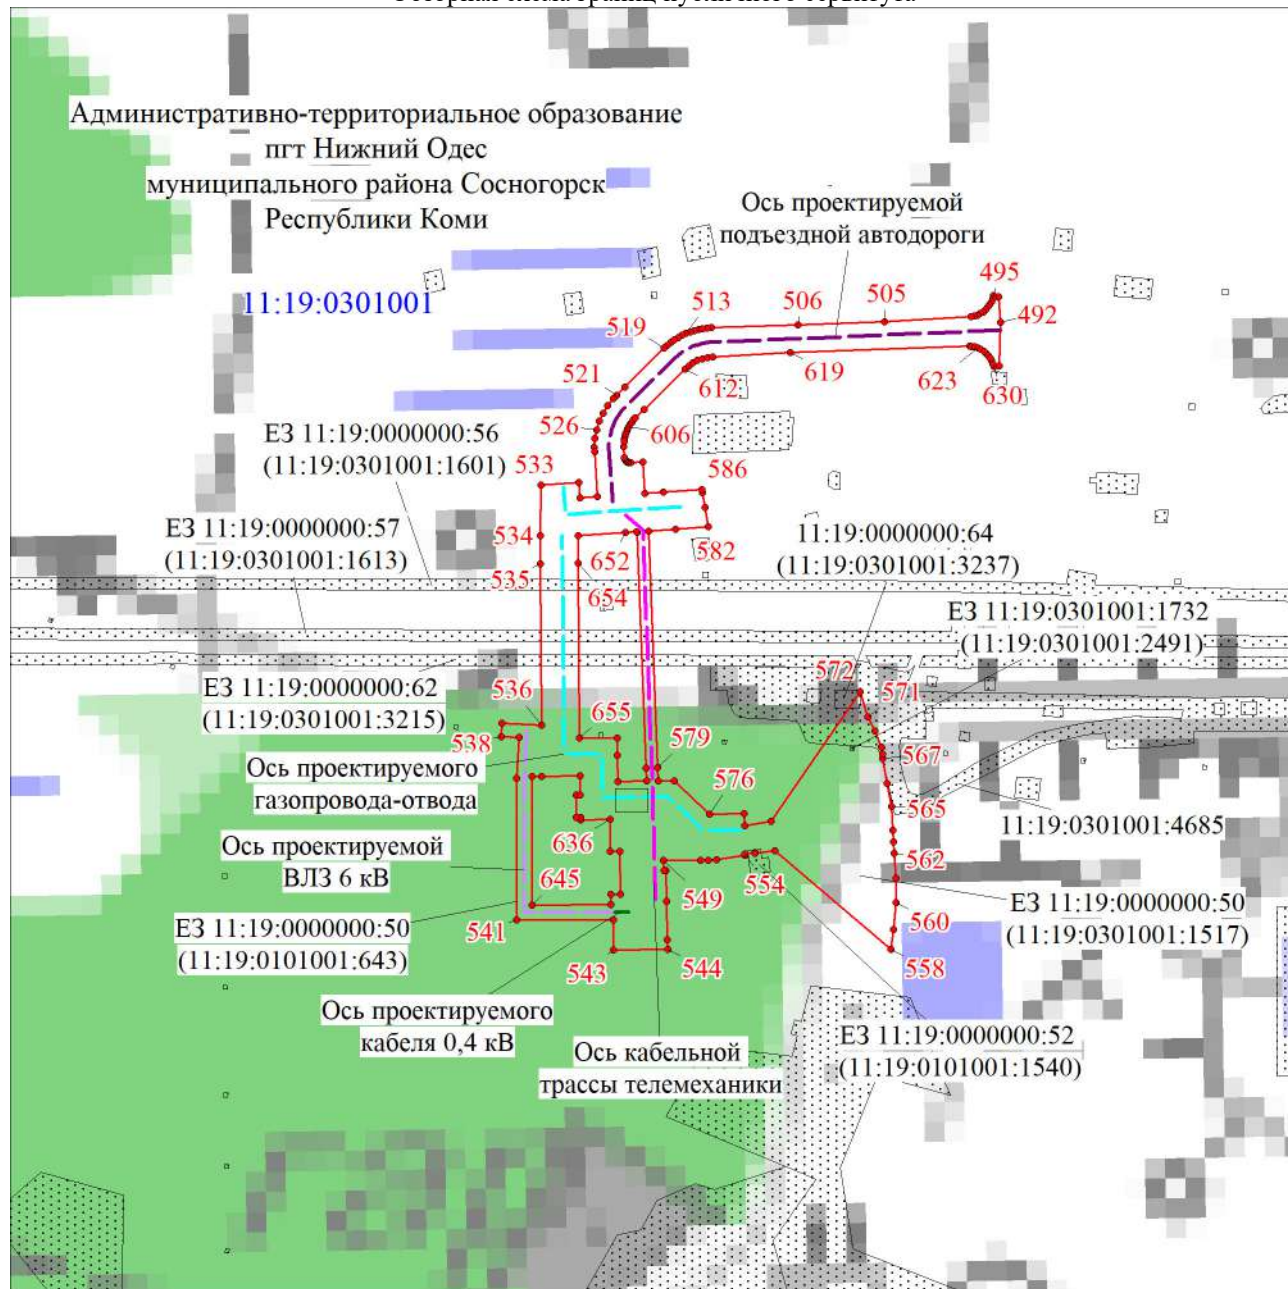 Административно-территориальное образование
пгт Нижний Одес
муниципального района Сосногорск
Республики Коми
Ось проектируемой
подъездной автодороги
11:19:0301001
495
492
513
506
505
519
521
612
619
623
630
526
606
ЕЗ 11:19:0000000:56
(11:19:0301001:1601)
533
586
ЕЗ 11:19:0000000:57
(11:19:0301001:1613)
534
652
582
11:19:0000000:64
(11:19:0301001:3237)
535
654
ЕЗ 11:19:0301001:1732
(11:19:0301001:2491)
572
571
ЕЗ 11:19:0000000:62
(11:19:0301001:3215)
536
538
655
579
567
Ось проектируемого
газопровода-отвода
576
565
11:19:0301001:4685
636
Ось проектируемой
ВЛЗ 6 кВ
562
645
549
554
ЕЗ 11:19:0000000:50
(11:19:0301001:1517)
560
ЕЗ 11:19:0000000:50
(11:19:0101001:643)
541
543
544
558
Ось проектируемого
кабеля 0,4 кВ
Ось кабельной
трассы телемеханики
ЕЗ 11:19:0000000:52
(11:19:0101001:1540)